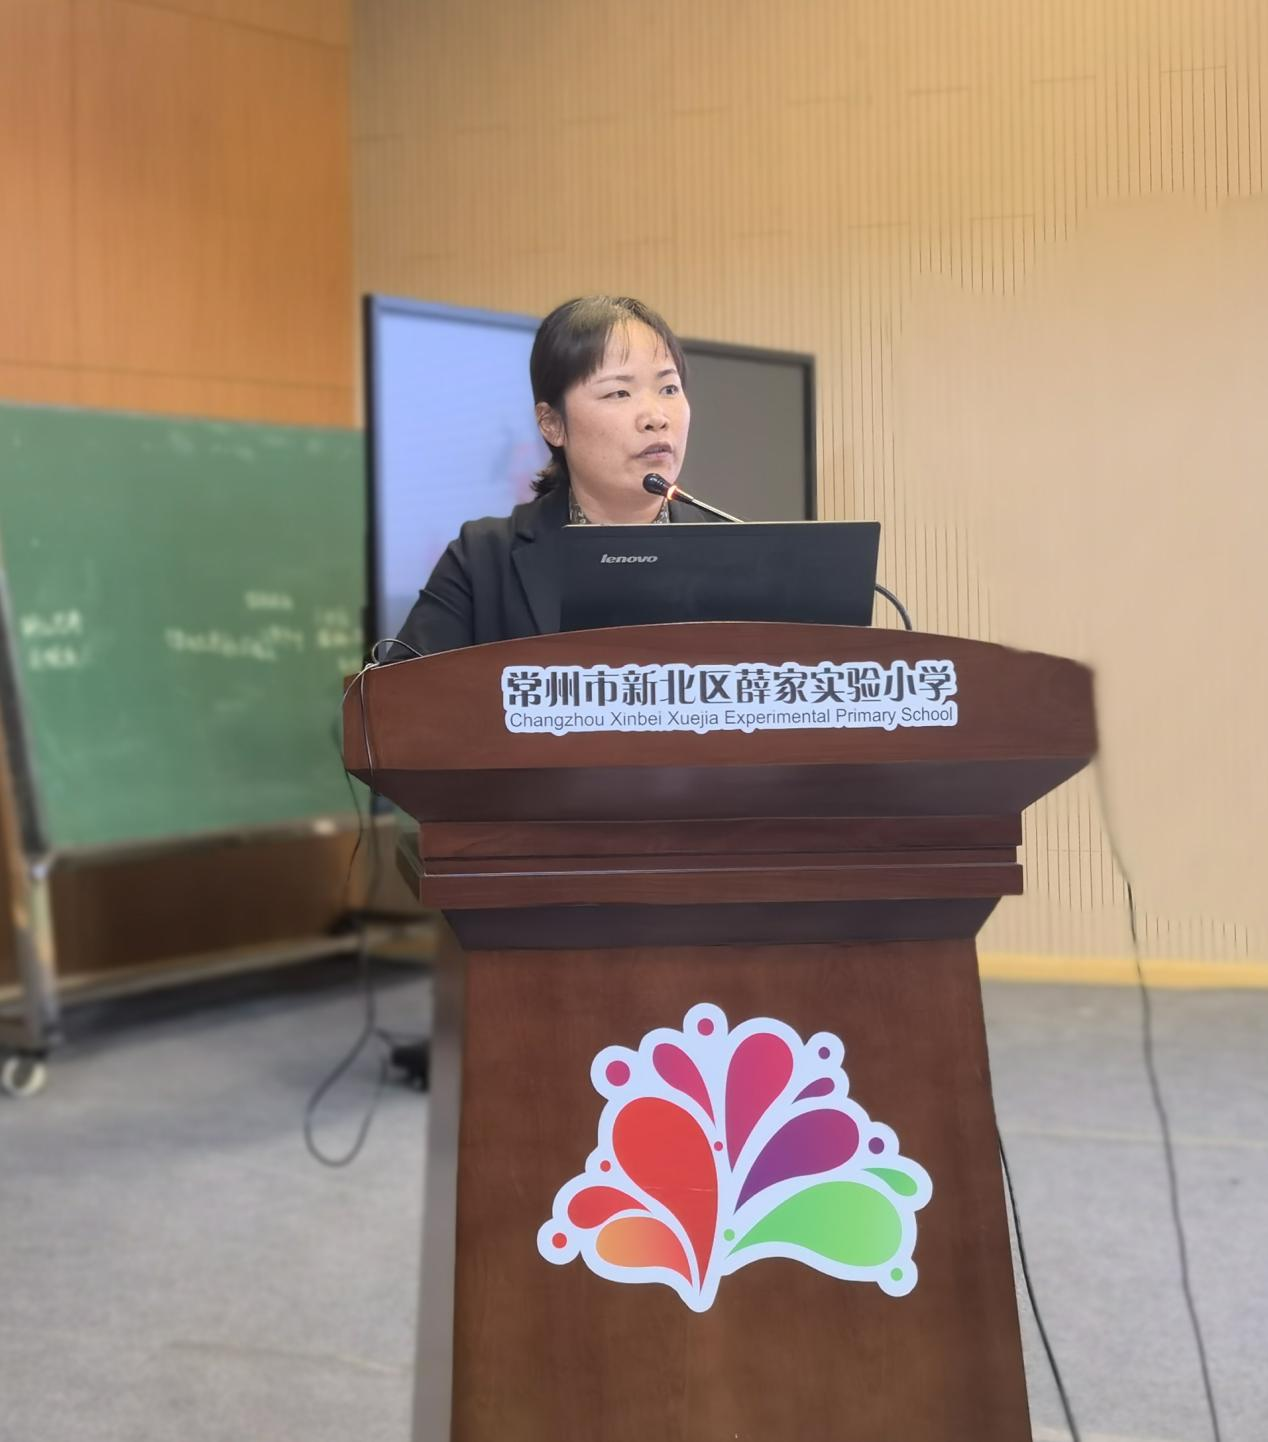 lenovo
常州市新北区薛家实验小学
Changzhou Xinbei Xuejia Experimental Primary School